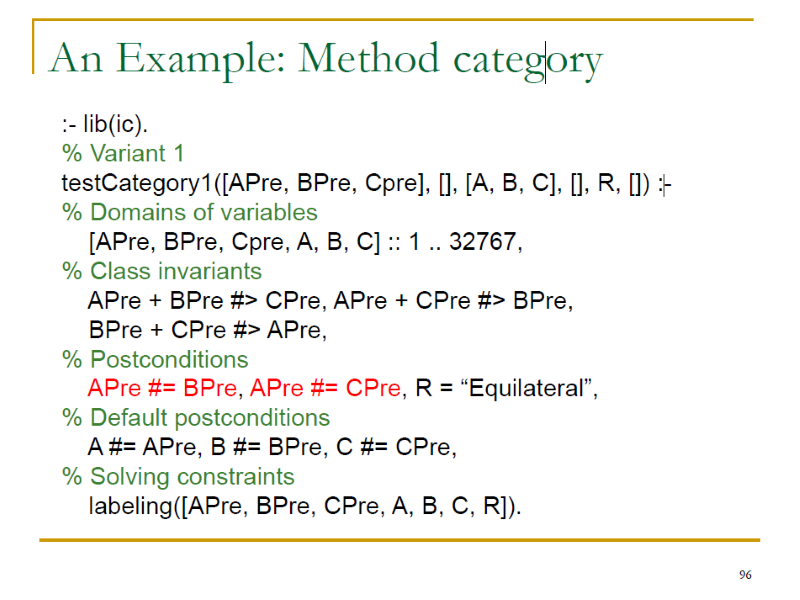 An Example: Method category
:- lib(ic).
% Variant 1
testCategory1([APre, BPre, Cpre], [], [A, B, C], [], R, []) :-
% Domains of variables
[APre, BPre, Cpre, A, B, C] :: 1 .. 32767,
% Class invariants
APre + BPre #> CPre, APre + CPre #> BPre,
BPre + CPre #> APre,
% Postconditions
APre #= BPre, APre #= CPre, R = “Equilateral”,
% Default postconditions
A #= APre, B #= BPre, C #= CPre,
% Solving constraints
labeling([APre, BPre, CPre, A, B, C, R]).
96